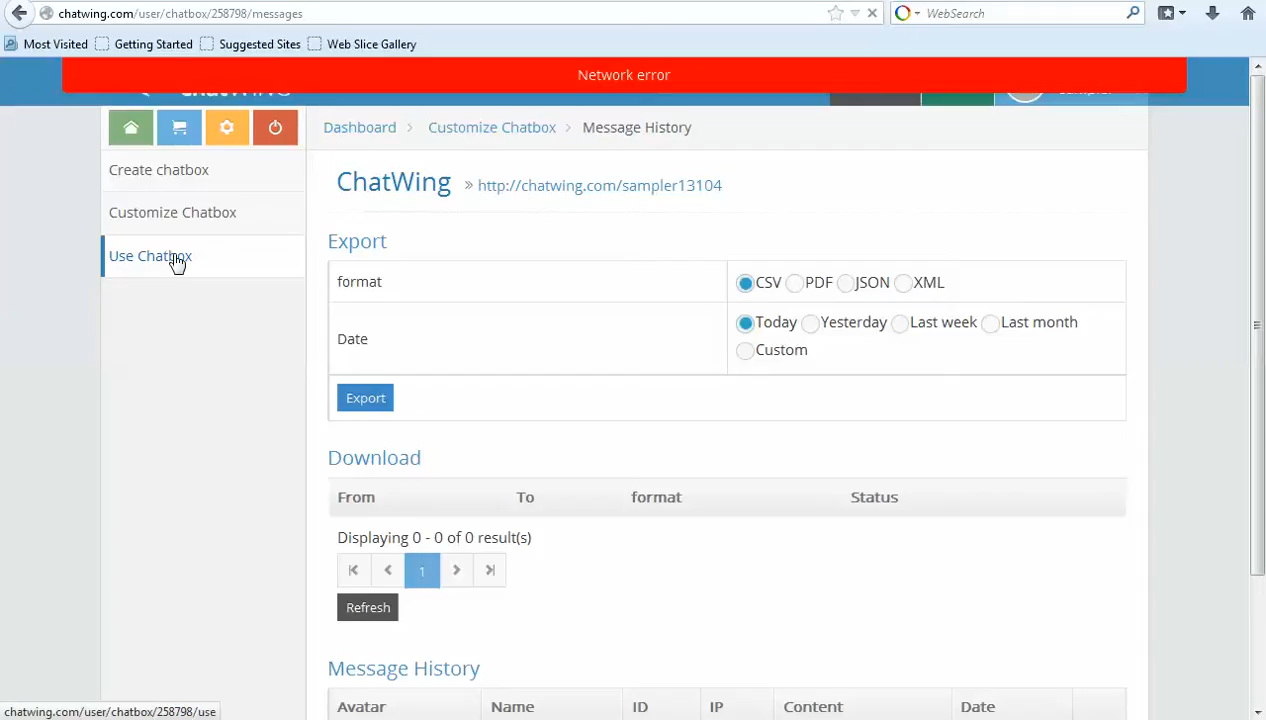 chatwing.com/user/chatbox/258798/messages
WebSearch
Most Visited Getting Started Suggested Sites Web Slice Gallery
Network error
Dashboard Customize Chatbox Message History
Create chatbox
Customize Chatbox
Use Chatbox
ChatWing » http://chatwing.com/sampler13104
Export
format CSV PDF JSON XML
Date Today Yesterday Last week Last month
Custom
Export
Download
From To format Status
Displaying 0 - 0 of 0 result(s)
1
Refresh
Message History
Avatar Name ID IP Content Date
chatwing.com/user/chatbox/258798/use